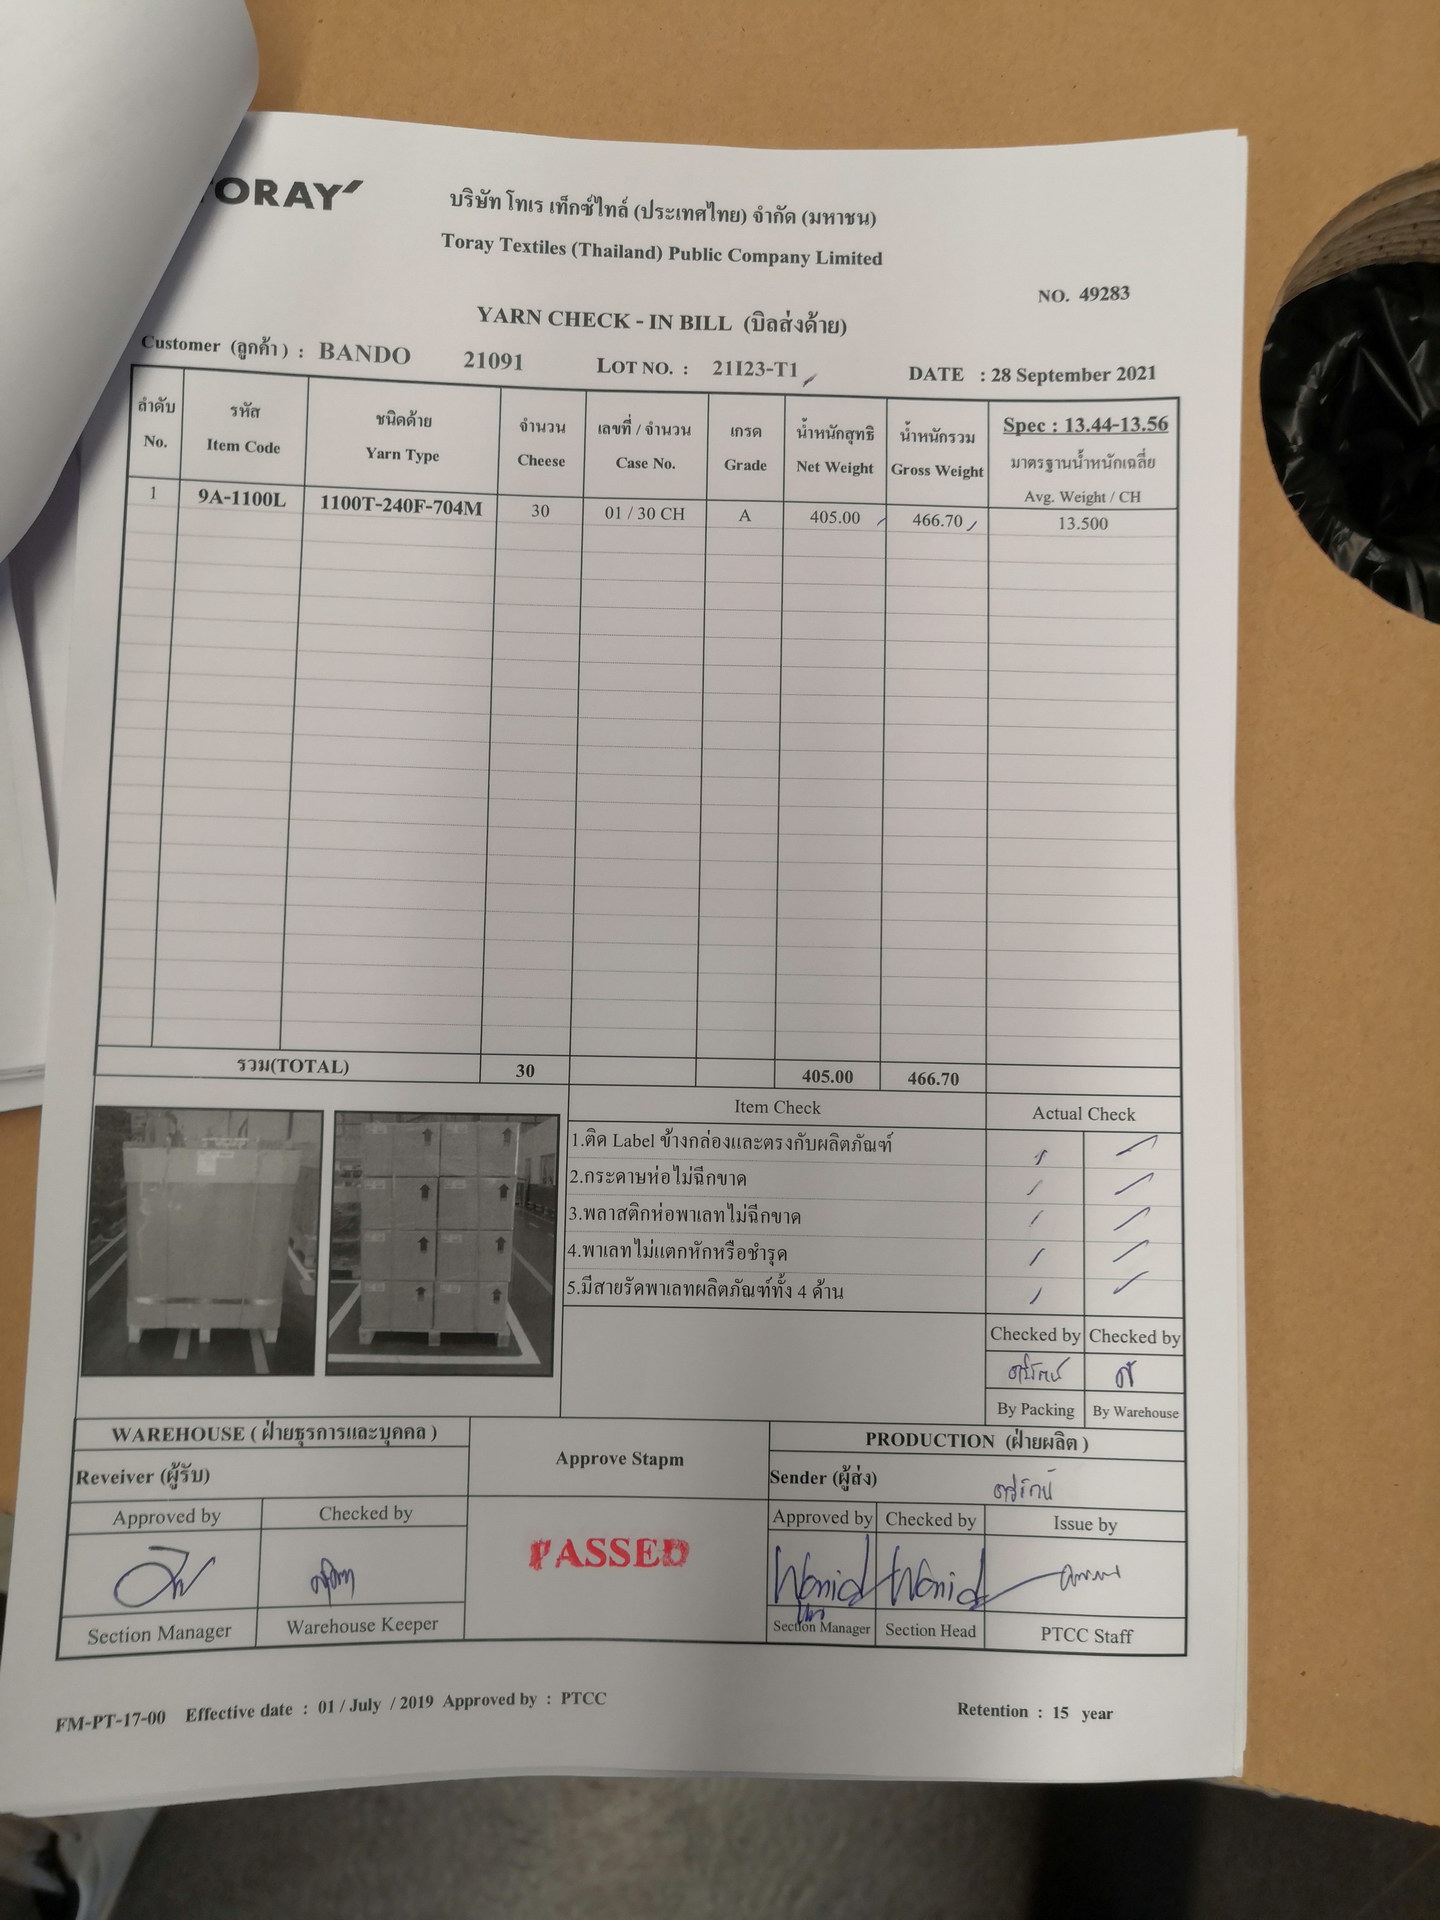 TORAY
บริษัท โทเร เท็กซ์ไทล์ (ประเทศไทย) จำกัด (มหาชน)
Toray Textiles (Thailand) Public Company Limited
NO. 49283
YARN CHECK - IN BILL (บิลส่งด้าย)
Customer (ลูกค้า) : BANDO 21091 LOT NO. : 21I23-T1 DATE : 28 September 2021
ลำดับ รหัส ชนิดด้าย จำนวน เลขที่ / จำนวน เกรด น้ำหนักสุทธิ น้ำหนักรวม Spec : 13.44-13.56
No. Item Code Yarn Type Cheese Case No. Grade Net Weight Gross Weight มาตรฐานน้ำหนักเฉลี่ย
Avg. Weight / CH
1 9A-1100L 1100T-240F-704M 30 01 / 30 CH A 405.00 466.70 13.500
รวม(TOTAL) 30 405.00 466.70
Item Check Actual Check
1.ติด Label ข้างกล่องและตรงกับผลิตภัณฑ์
2.กระดาษห่อไม่ฉีกขาด
3.พลาสติกห่อพาเลทไม่ฉีกขาด
4.พาเลทไม่แตกหักหรือชำรุด
5.มีสายรัดพาเลทผลิตภัณฑ์ทั้ง 4 ด้าน
Checked by Checked by
By Packing By Warehouse
WAREHOUSE ( ฝ่ายธุรการและบุคคล ) Approve Stapm PRODUCTION (ฝ่ายผลิต )
Reveiver (ผู้รับ) Sender (ผู้ส่ง)
Approved by Checked by Approved by Checked by Issue by
PASSED
Wanid Wanid
Section Manager Warehouse Keeper Section Manager Section Head PTCC Staff
FM-PT-17-00 Effective date : 01 / July / 2019 Approved by : PTCC Retention : 15 year